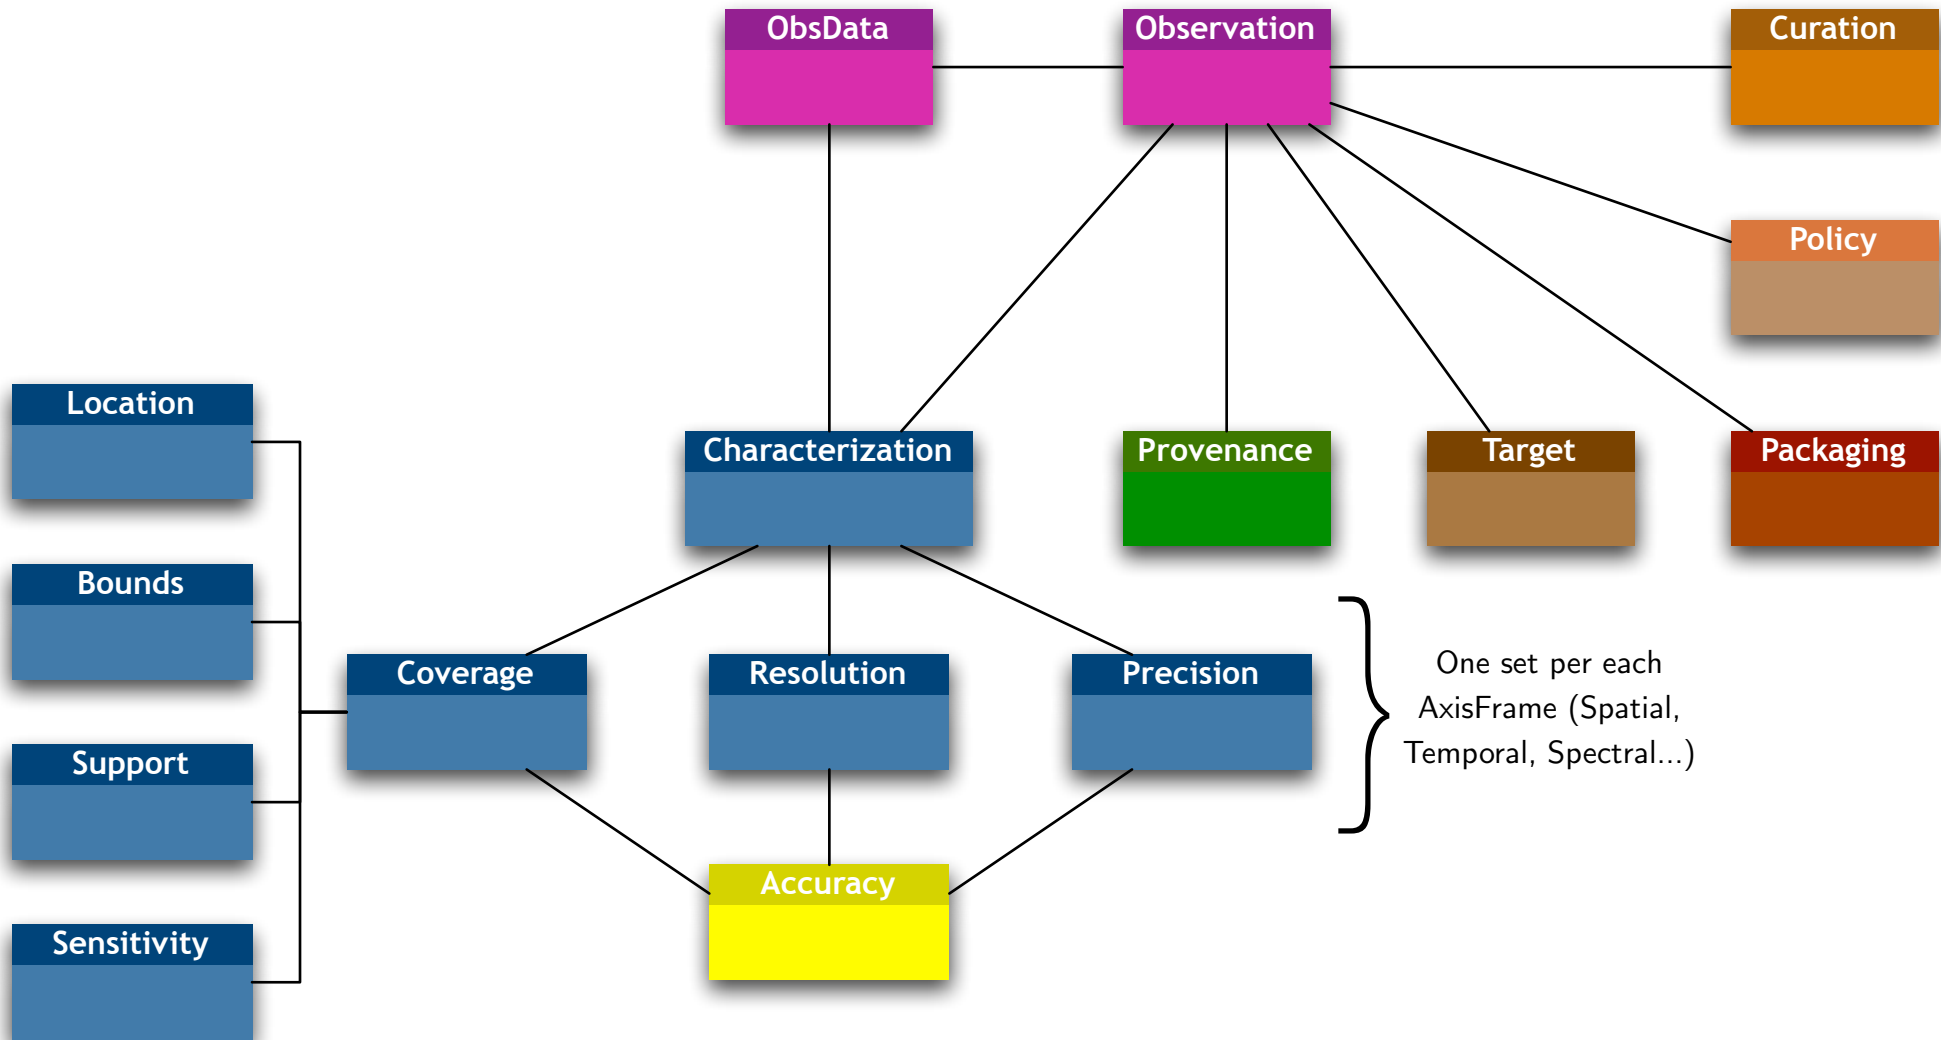 ObsData
Observation
Curation
Policy
Location
Characterization
Provenance
Target
Packaging
Bounds
Coverage
Resolution
Precision
One set per each
AxisFrame (Spatial,
Temporal, Spectral...)
Support
Accuracy
Sensitivity